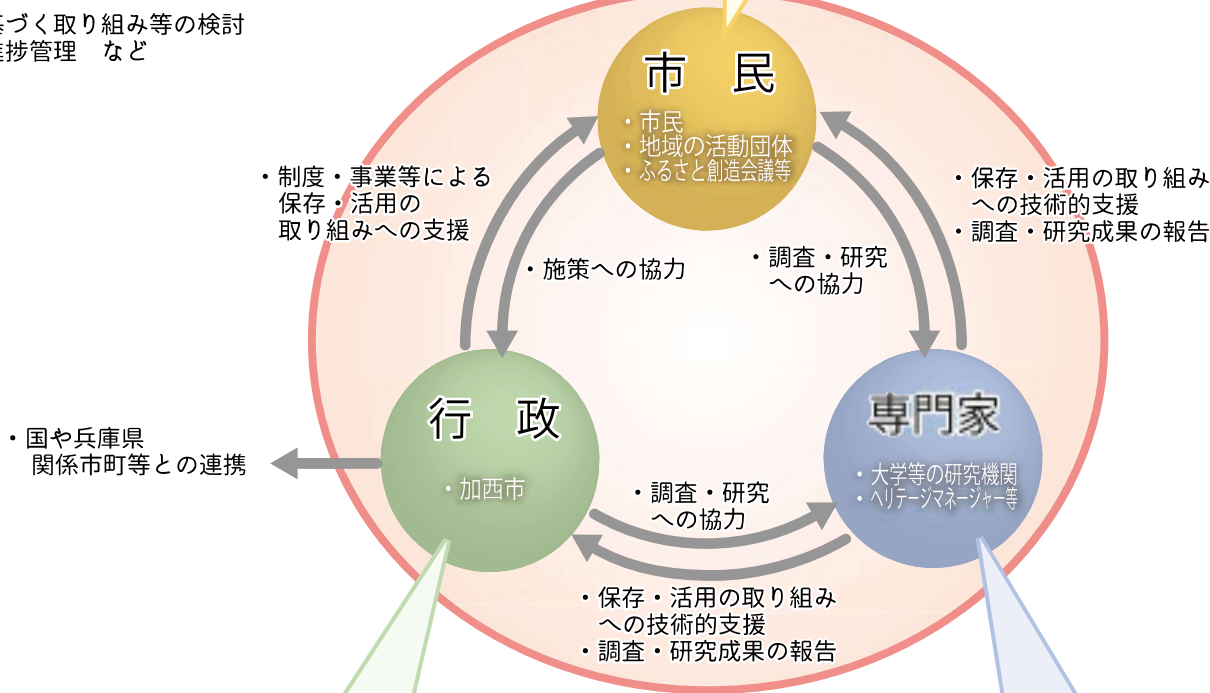 基づく取り組み等の検討
進捗管理　など
市　民
・市民
・地域の活動団体
・ふるさと創造会議等
・制度・事業等による
保存・活用の
取り組みへの支援
・保存・活用の取り組み
への技術的支援
・調査・研究成果の報告
・施策への協力
・調査・研究
への協力
行　政
・加西市
専門家
・大学等の研究機関
・ヘリテージマネージャー等
・国や兵庫県
関係市町等との連携
・調査・研究
への協力
・保存・活用の取り組み
への技術的支援
・調査・研究成果の報告